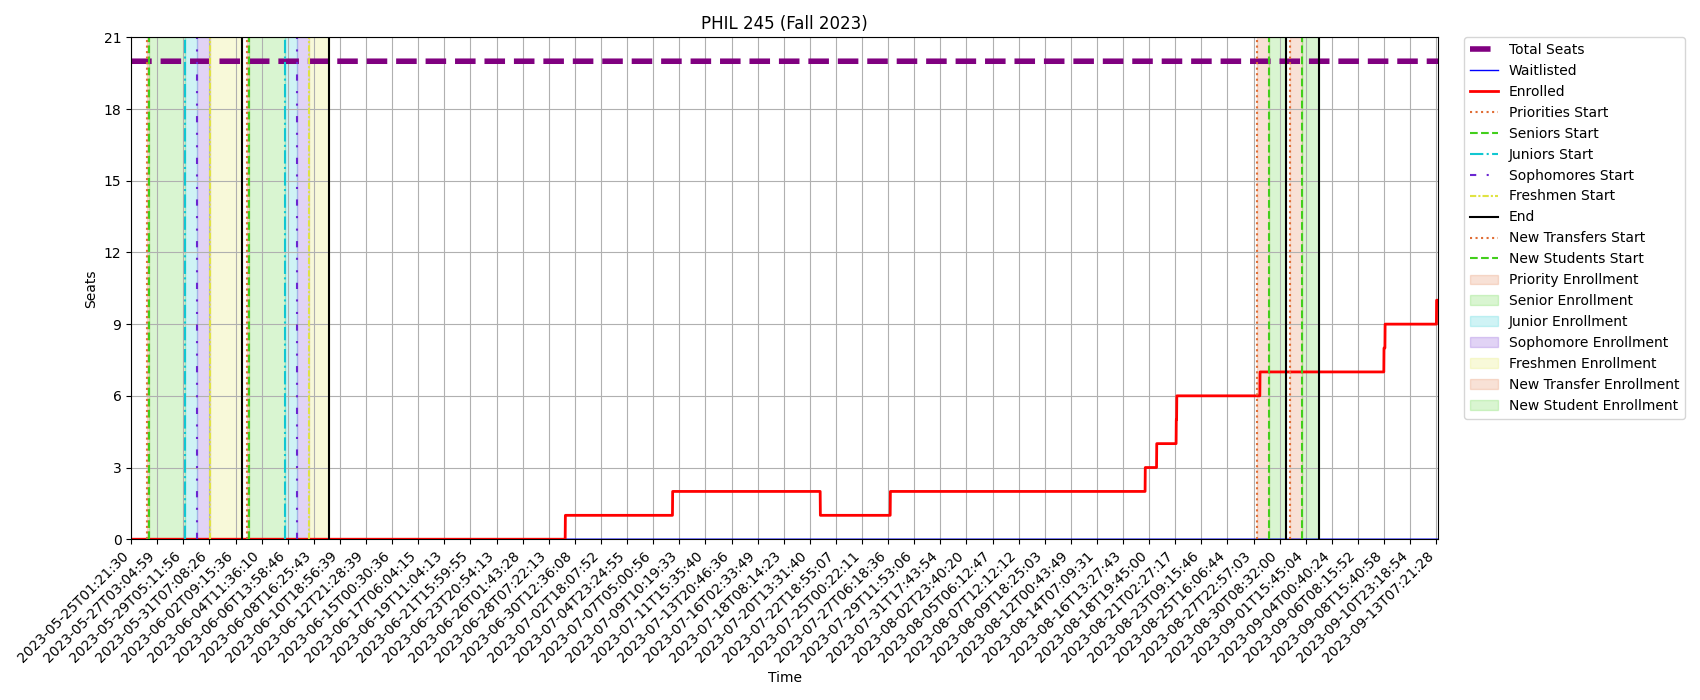 PHIL 245 (Fall 2023)
Seats
21
18
15
12
9
6
3
0
2023-05-25T01:21:30
2023-05-27T03:04:59
2023-05-29T05:11:56
2023-05-31T07:08:26
2023-06-02T09:15:36
2023-06-04T11:36:10
2023-06-06T13:58:46
2023-06-08T16:25:43
2023-06-10T18:56:39
2023-06-12T21:28:39
2023-06-15T00:30:36
2023-06-17T06:04:15
2023-06-19T11:04:13
2023-06-21T15:59:55
2023-06-23T20:54:13
2023-06-26T01:43:28
2023-06-28T07:22:13
2023-06-30T12:36:08
2023-07-02T18:07:52
2023-07-04T23:24:55
2023-07-07T05:00:56
2023-07-09T10:19:33
2023-07-11T15:35:40
2023-07-13T20:46:36
2023-07-16T02:33:49
2023-07-18T08:14:23
2023-07-20T13:31:40
2023-07-22T18:55:07
2023-07-25T00:22:11
2023-07-27T06:18:36
2023-07-29T11:53:06
2023-07-31T17:43:54
2023-08-02T23:40:20
2023-08-05T06:12:47
2023-08-07T12:12:12
2023-08-09T18:25:03
2023-08-12T00:43:49
2023-08-14T07:09:31
2023-08-16T13:27:43
2023-08-18T19:45:00
2023-08-21T02:27:17
2023-08-23T09:15:46
2023-08-25T16:06:44
2023-08-27T22:57:03
2023-08-30T08:32:00
2023-09-01T15:45:04
2023-09-04T00:40:24
2023-09-06T08:15:52
2023-09-08T15:40:58
2023-09-10T23:18:54
2023-09-13T07:21:28
Time
Total Seats
Waitlisted
Enrolled
Priorities Start
Seniors Start
Juniors Start
Sophomores Start
Freshmen Start
End
New Transfers Start
New Students Start
Priority Enrollment
Senior Enrollment
Junior Enrollment
Sophomore Enrollment
Freshmen Enrollment
New Transfer Enrollment
New Student Enrollment